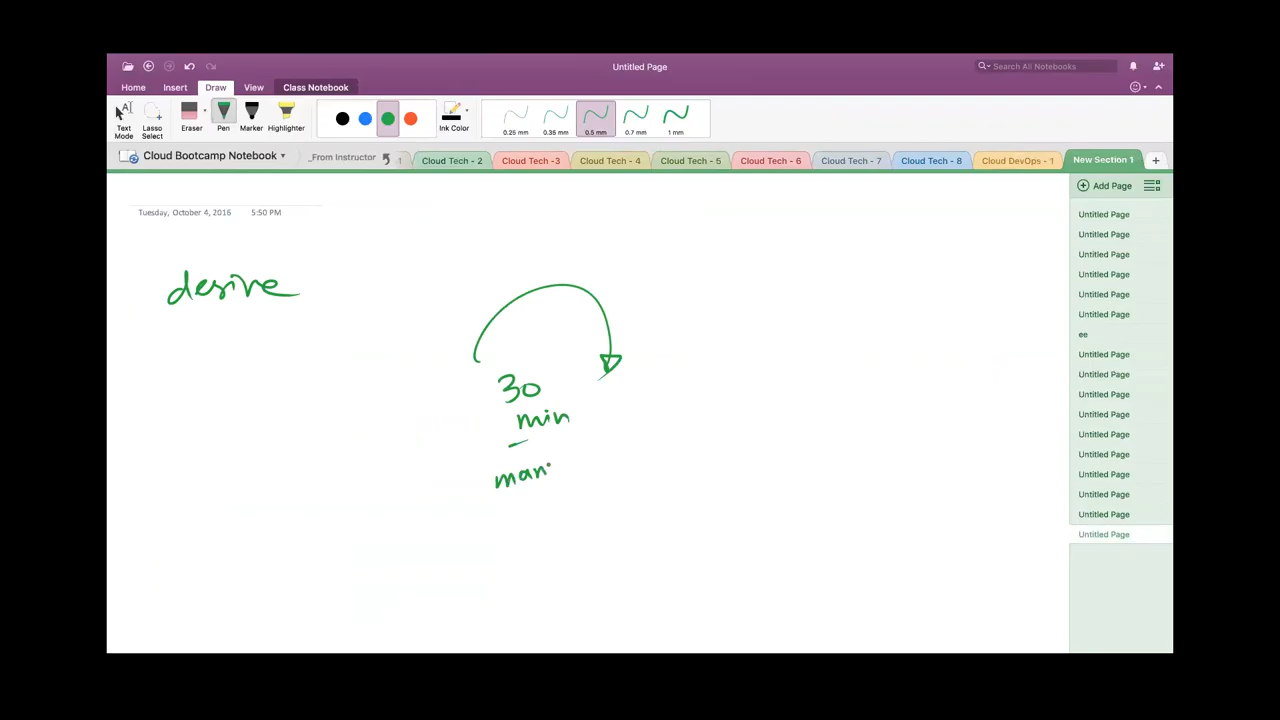 Untitled Page
Search All Notebooks
Home Insert Draw View Class Notebook
Text Mode
Lasso Select
Eraser
Pen
Marker
Highlighter
Ink Color
0.25 mm
0.35 mm
0.5 mm
0.7 mm
1 mm
Cloud Bootcamp Notebook
_From Instructor
1
Cloud Tech - 2
Cloud Tech -3
Cloud Tech - 4
Cloud Tech - 5
Cloud Tech - 6
Cloud Tech - 7
Cloud Tech - 8
Cloud DevOps - 1
New Section 1
Add Page
Tuesday, October 4, 2016 5:50 PM
desire
30
min
man
Untitled Page
Untitled Page
Untitled Page
Untitled Page
Untitled Page
Untitled Page
ee
Untitled Page
Untitled Page
Untitled Page
Untitled Page
Untitled Page
Untitled Page
Untitled Page
Untitled Page
Untitled Page
Untitled Page